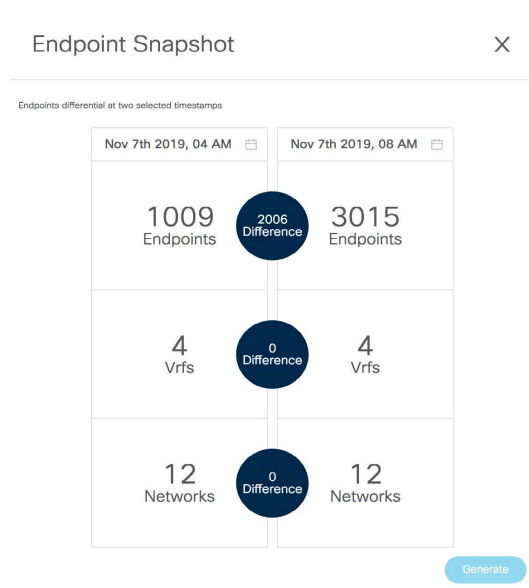 Endpoint Snapshot
X
Endpoints differential at two selected timestamps
Nov 7th 2019, 04 AM
Nov 7th 2019, 08 AM
1009
Endpoints
2006
Difference
3015
Endpoints
4
Vrfs
0
Difference
4
Vrfs
12
Networks
0
Difference
12
Networks
Generate